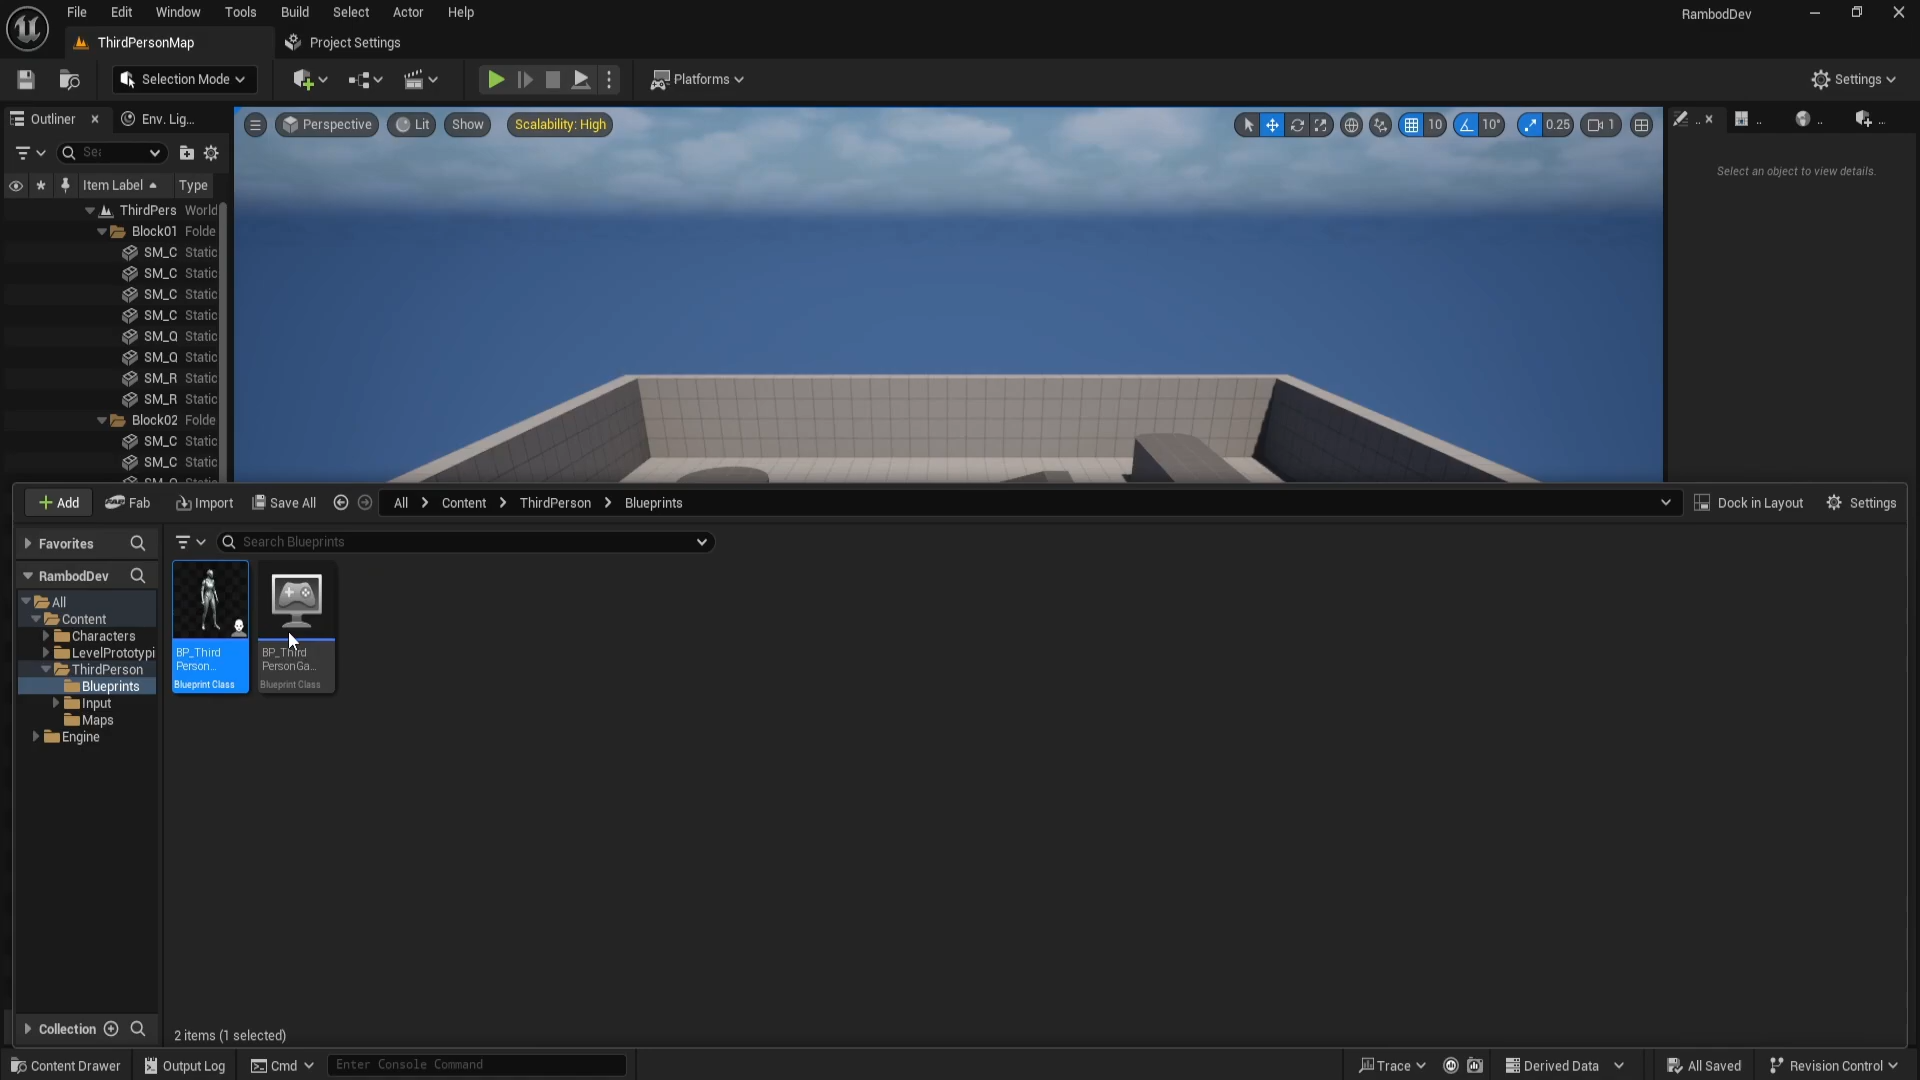 File Edit Window Tools Build Select Actor Help
RambodDev
ThirdPersonMap
Project Settings
Selection Mode
Platforms
Settings
Outliner
Env. Lig...
Perspective
Lit
Show
Scalability: High
10
10°
0.25
1
Item Label
Type
ThirdPers World
Block01 Folde
SM_C Static
SM_C Static
SM_C Static
SM_C Static
SM_Q Static
SM_Q Static
SM_R Static
SM_R Static
Block02 Folde
SM_C Static
SM_C Static
Select an object to view details.
Add
Fab
Import
Save All
All > Content > ThirdPerson > Blueprints
Dock in Layout
Settings
Favorites
Search Blueprints
RambodDev
All
Content
Characters
LevelPrototypi
ThirdPerson
Blueprints
Input
Maps
Engine
BP_Third
Person...
Blueprint Class
BP_Third
PersonGa...
Blueprint Class
Collection
2 items (1 selected)
Content Drawer
Output Log
Cmd
Enter Console Command
Trace
Derived Data
All Saved
Revision Control